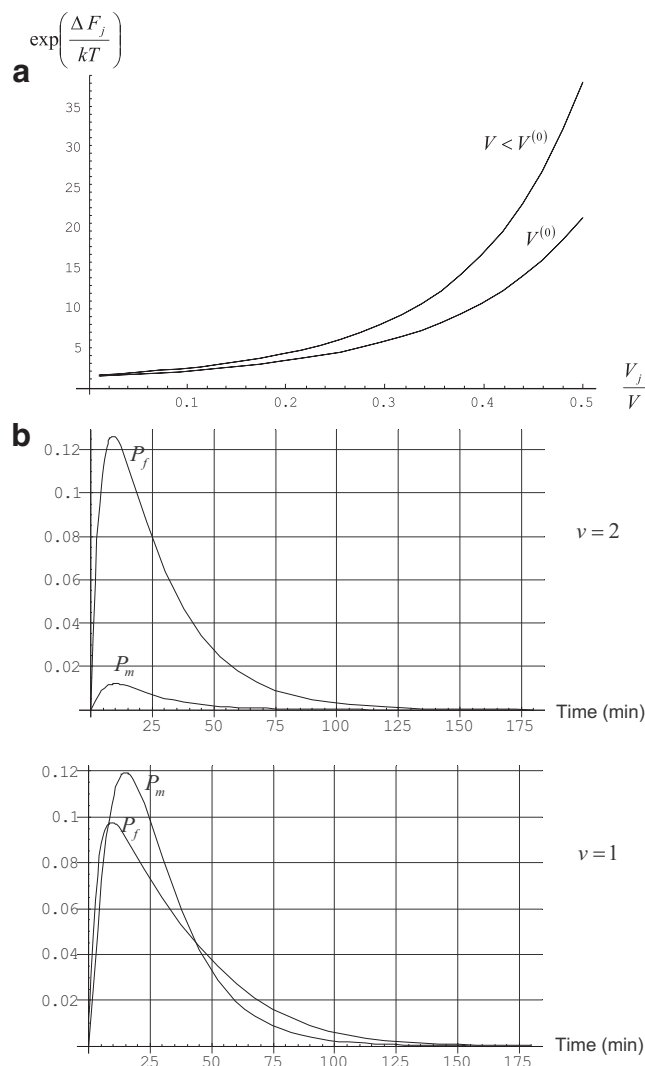 exp(ΔF_j / kT)
a
35
30
25
20
15
10
5
V < V^(0)
V^(0)
0.1 0.2 0.3 0.4 0.5
V_j / V
b
0.12
0.1
0.08
0.06
0.04
0.02
P_f
P_m
v = 2
25 50 75 100 125 150 175
Time (min)
0.12
0.1
0.08
0.06
0.04
0.02
P_m
P_f
v = 1
25 50 75 100 125 150 175
Time (min)